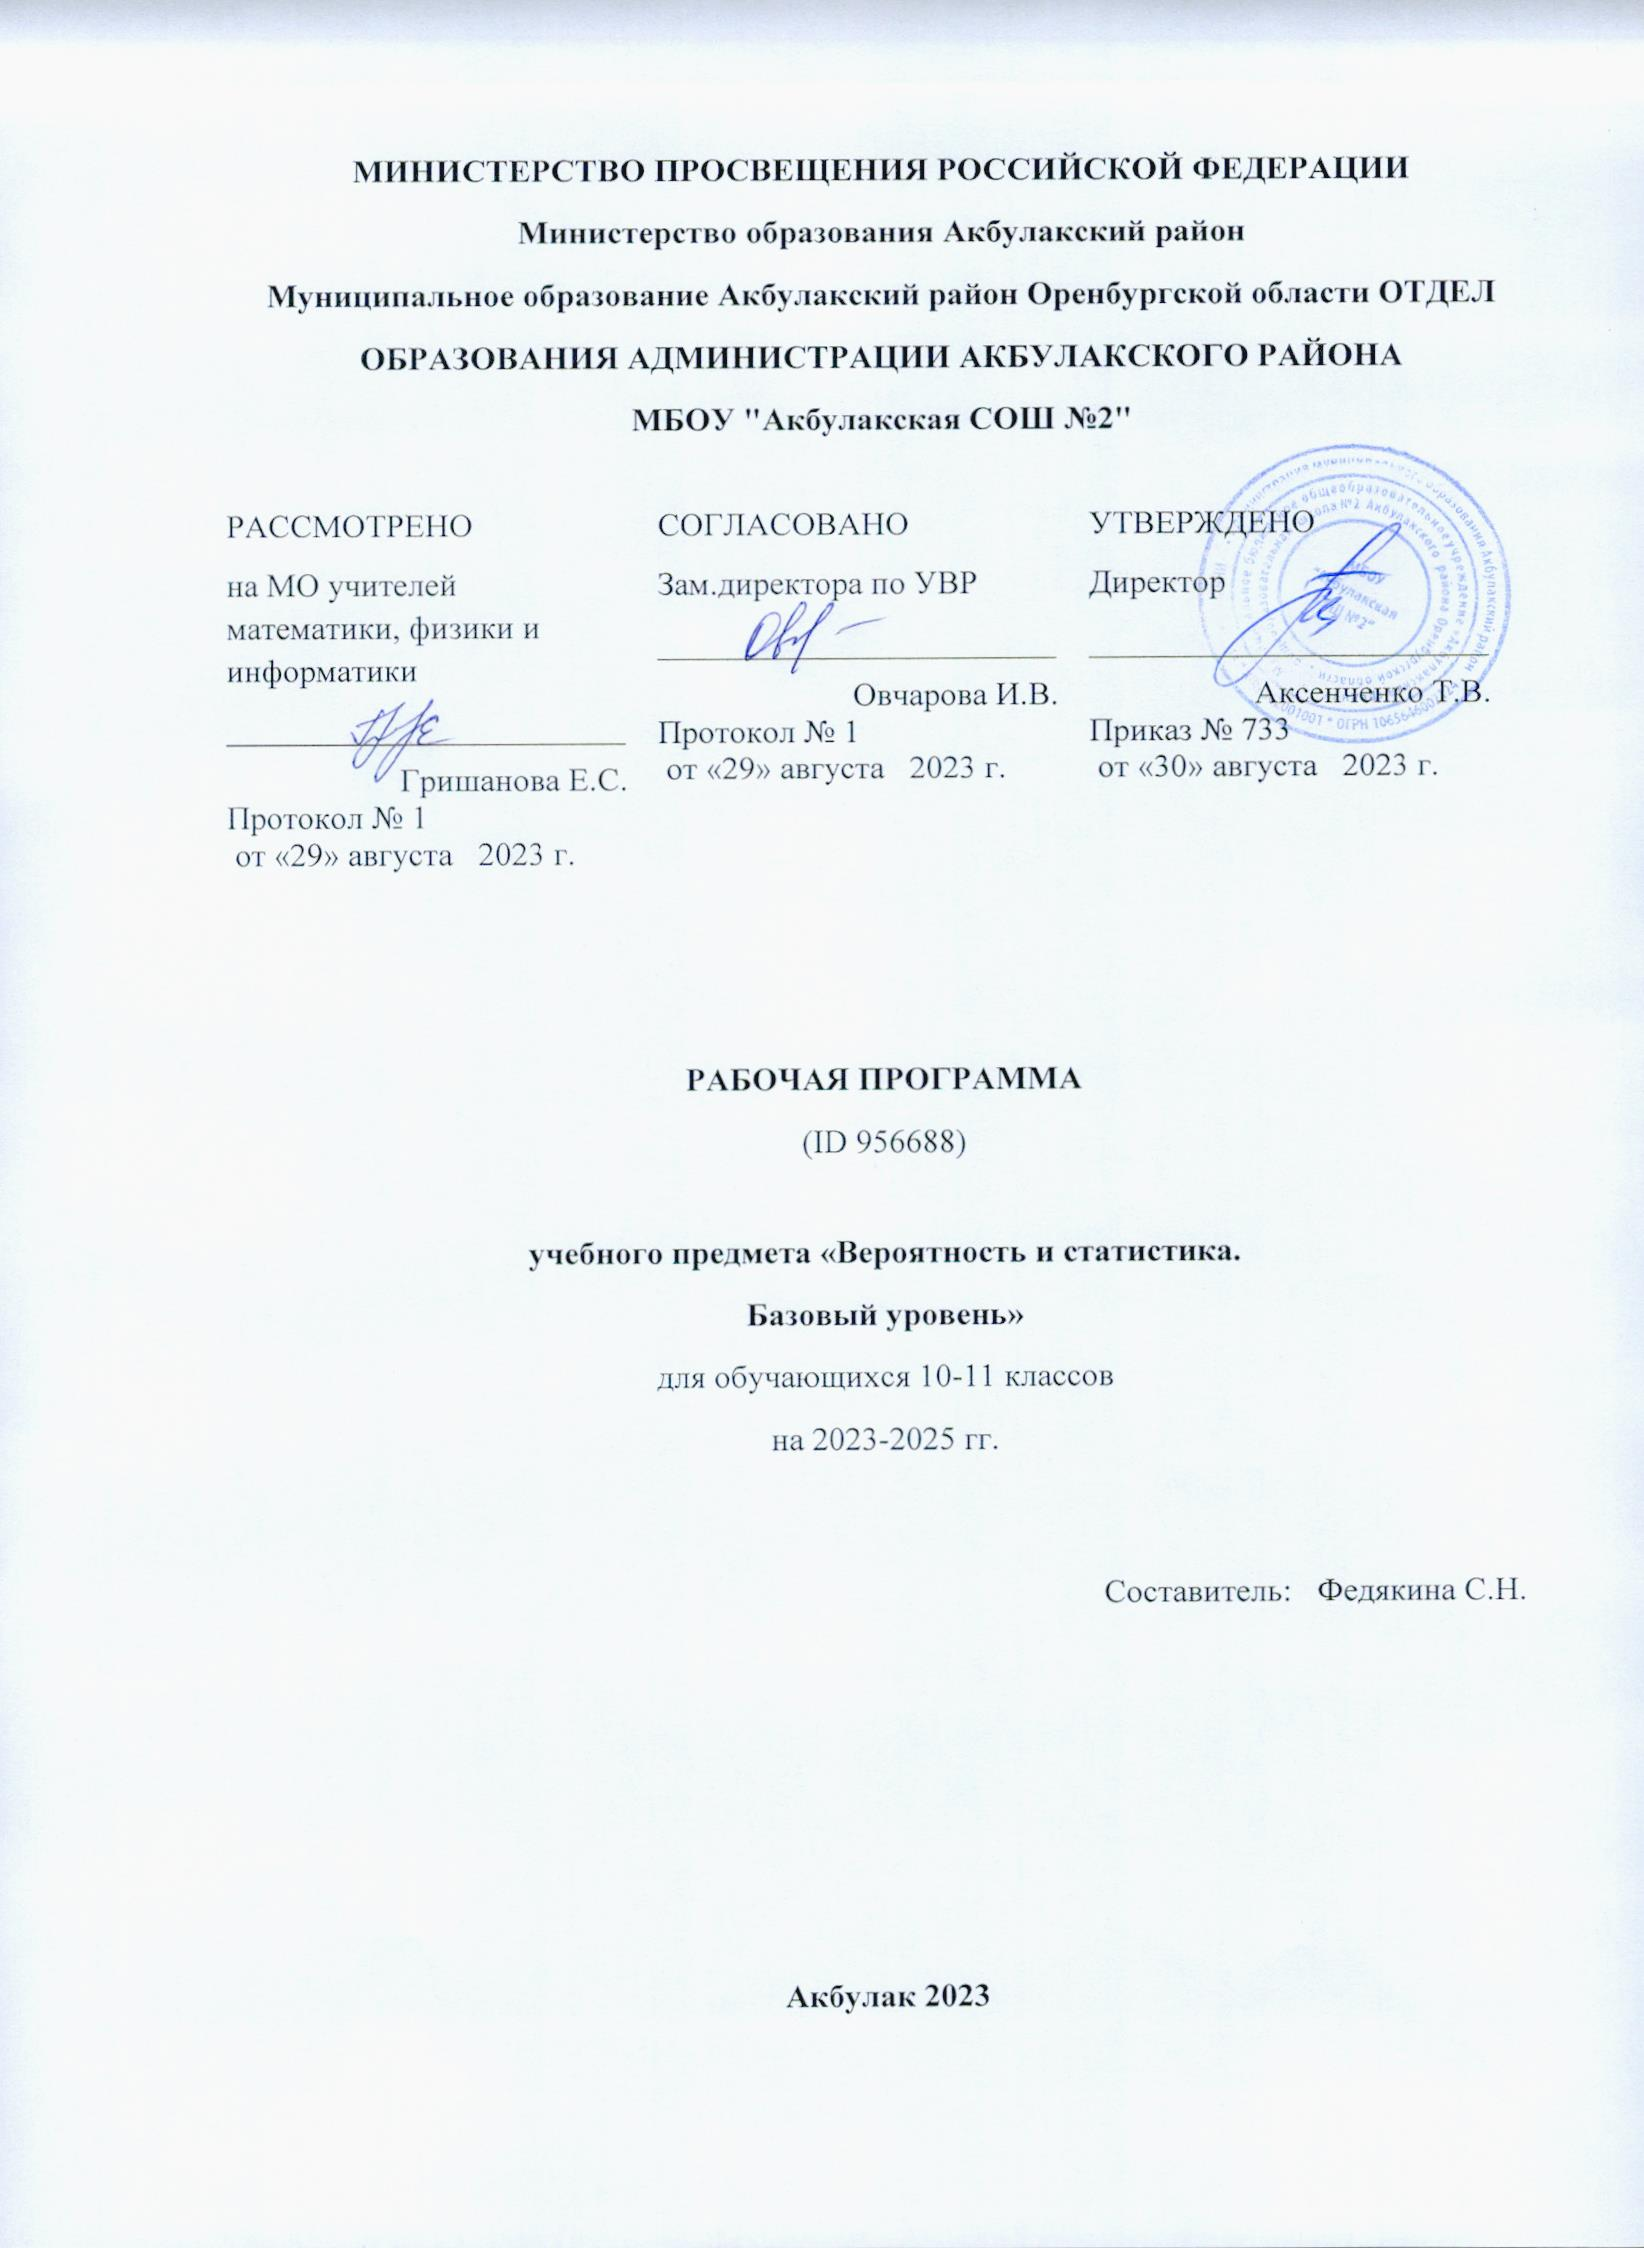 МИНИСТЕРСТВО ПРОСВЕЩЕНИЯ РОССИЙСКОЙ ФЕДЕРАЦИИ
Министерство образования Акбулакский район
Муниципальное образование Акбулакский район Оренбургской области ОТДЕЛ
ОБРАЗОВАНИЯ АДМИНИСТРАЦИИ АКБУЛАКСКОГО РАЙОНА
МБОУ "Акбулакская СОШ №2"
РАССМОТРЕНО
на МО учителей
математики, физики и
информатики
Гришанова Е.С.
Протокол № 1
от «29» августа 2023 г.
СОГЛАСОВАНО
Зам.директора по УВР
Овчарова И.В.
Протокол № 1
от «29» августа 2023 г.
УТВЕРЖДЕНО
Директор
Аксенченко Т.В.
Приказ № 733
от «30» августа 2023 г.
РАБОЧАЯ ПРОГРАММА
(ID 956688)
учебного предмета «Вероятность и статистика.
Базовый уровень»
для обучающихся 10-11 классов
на 2023-2025 гг.
Составитель: Федякина С.Н.
Акбулак 2023